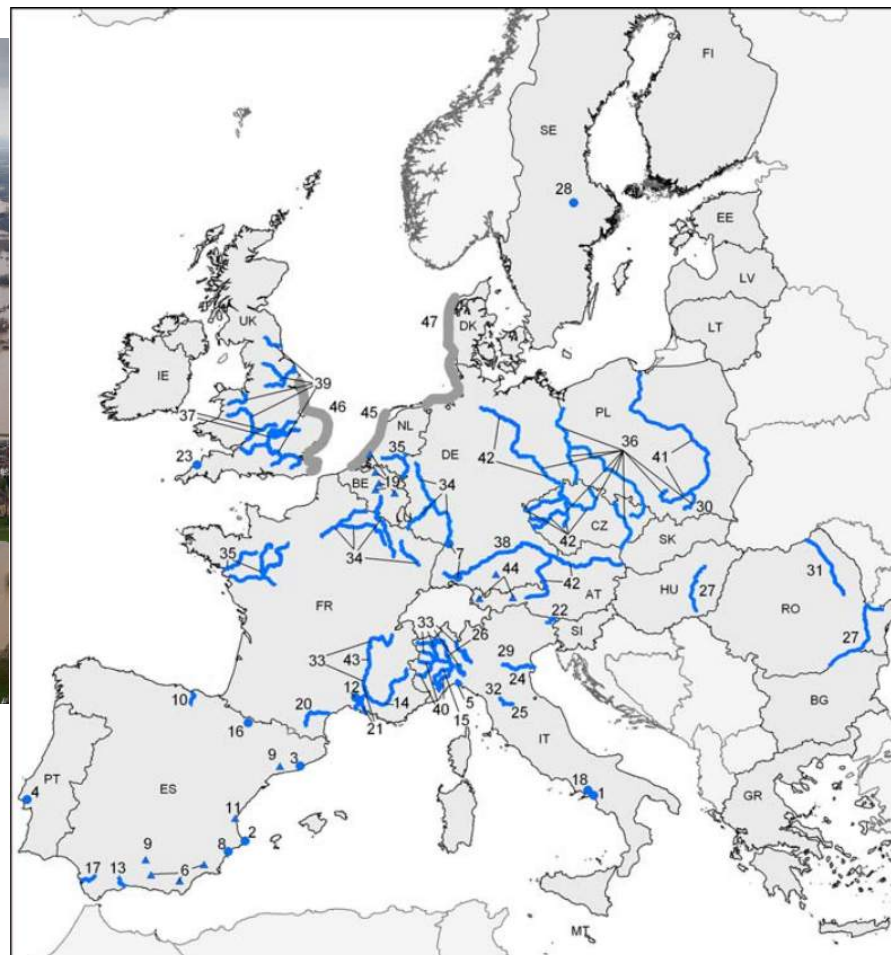 FI
SE
28
EE
LV
47
DK
LT
UK
IE
39
46
37
45
NL
PL
35
DE
36
23
BE
19
42
41
34
LU
30
CZ
38
42
34
7
SK
35
44
42
31
AT
HU
27
FR
22
RO
33
SI
26
27
33
43
29
24
10
12
14
5
32
BG
20
40
25
16
21
15
IT
9
3
PT
ES
18
1
4
GR
11
2
9
8
6
17
13
MT